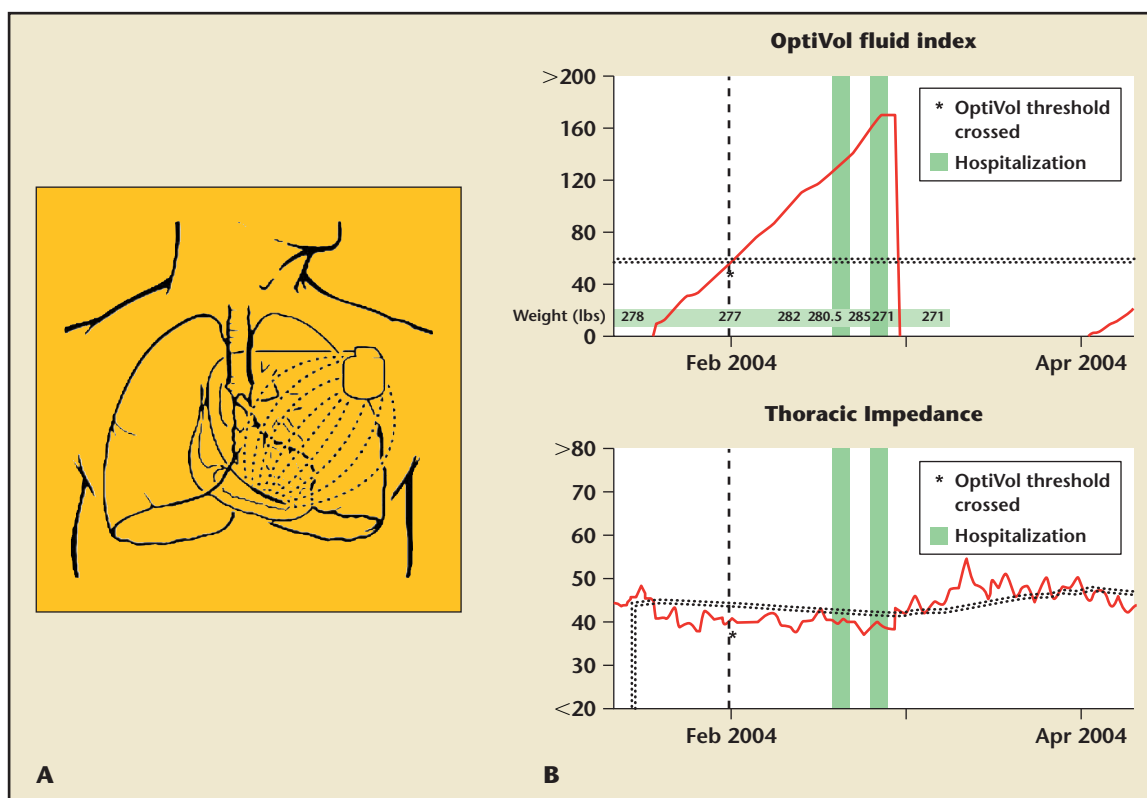 OptiVol fluid index
>200
160
120
80
40
0
* OptiVol threshold
crossed
Hospitalization
Weight (lbs) 278 277 282 280.5 285 271 271
Feb 2004 Apr 2004
Thoracic Impedance
>80
70
60
50
40
30
<20
* OptiVol threshold
crossed
Hospitalization
*
*
Feb 2004 Apr 2004
A B